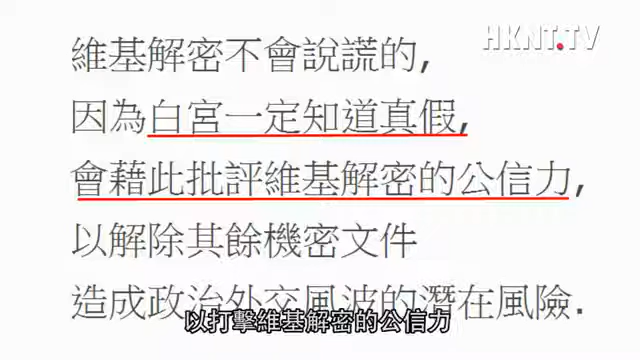 HKNT.TV
維基解密不會說謊的,
因為白宮一定知道真假,
會藉此批評維基解密的公信力,
以解除其餘機密文件
造成政治外交風波的潛在風險.
以打擊維基解密的公信力